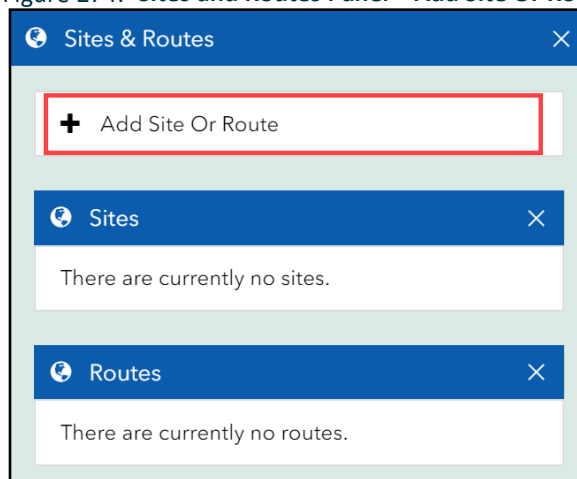 Sites & Routes
Add Site Or Route
Sites
There are currently no sites.
Routes
There are currently no routes.